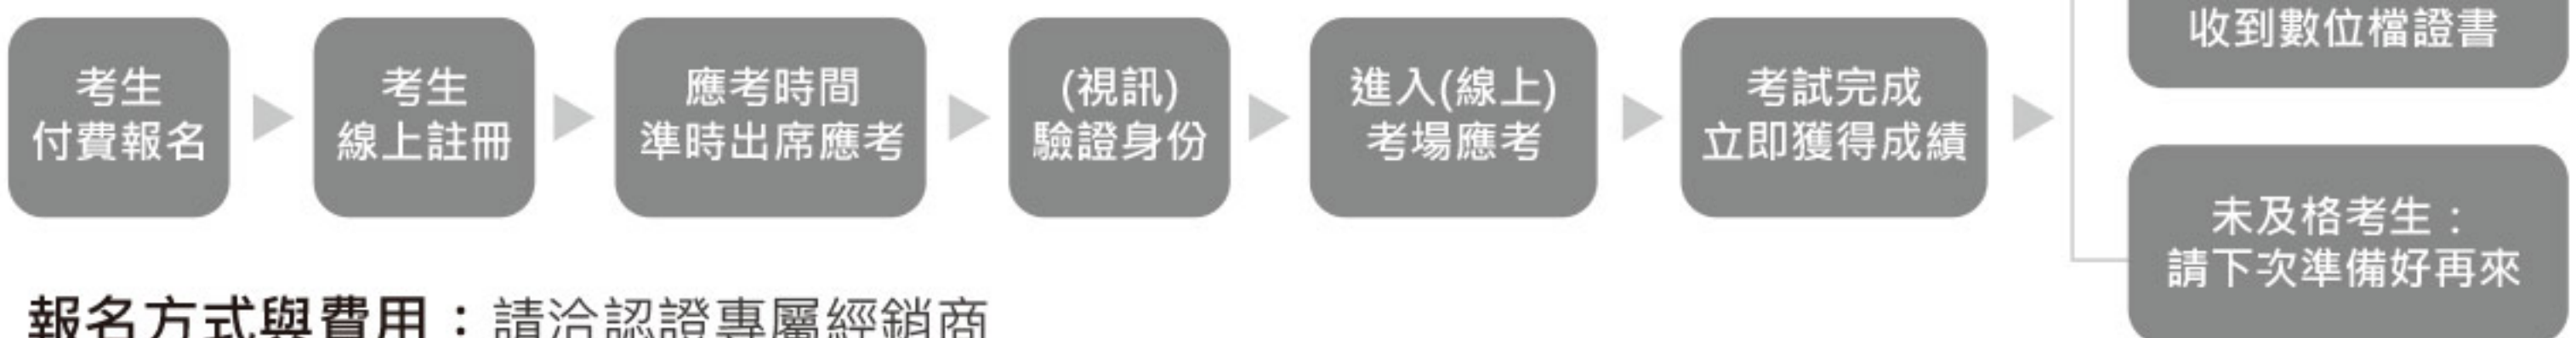 考生
付費報名
考生
線上註冊
應考時間
準時出席應考
(視訊)
驗證身份
進入(線上)
考場應考
考試完成
立即獲得成績
收到數位檔證書
未及格考生：
請下次準備好再來
報名方式與費用：請洽認證專屬經銷商